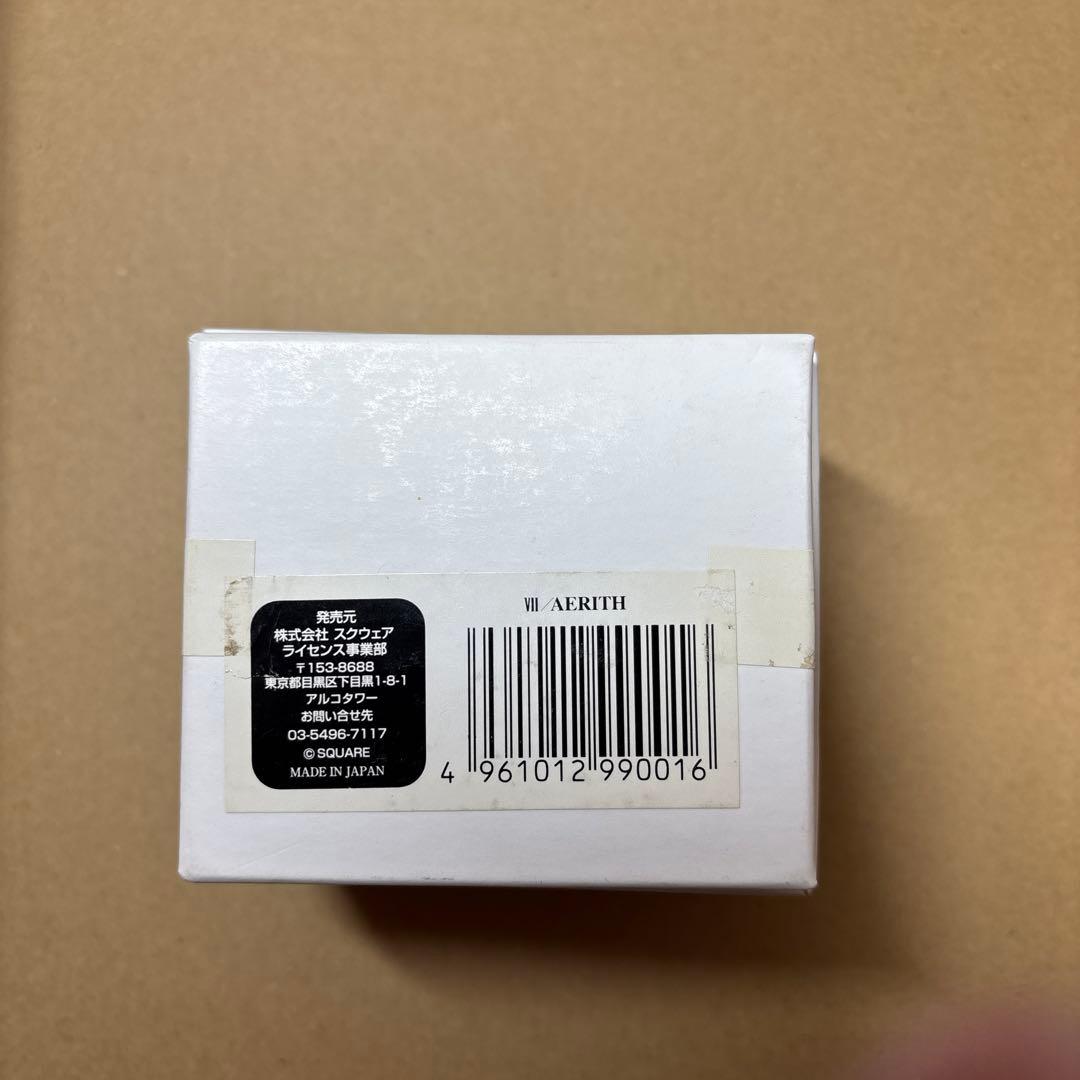 発売元
株式会社 スクウェア
ライセンス事業部
〒153-8688
東京都目黒区下目黒1-8-1
アルコタワー
お問い合せ先
03-5496-7117
© SQUARE
MADE IN JAPAN
VII/AERITH
4 961012 990016